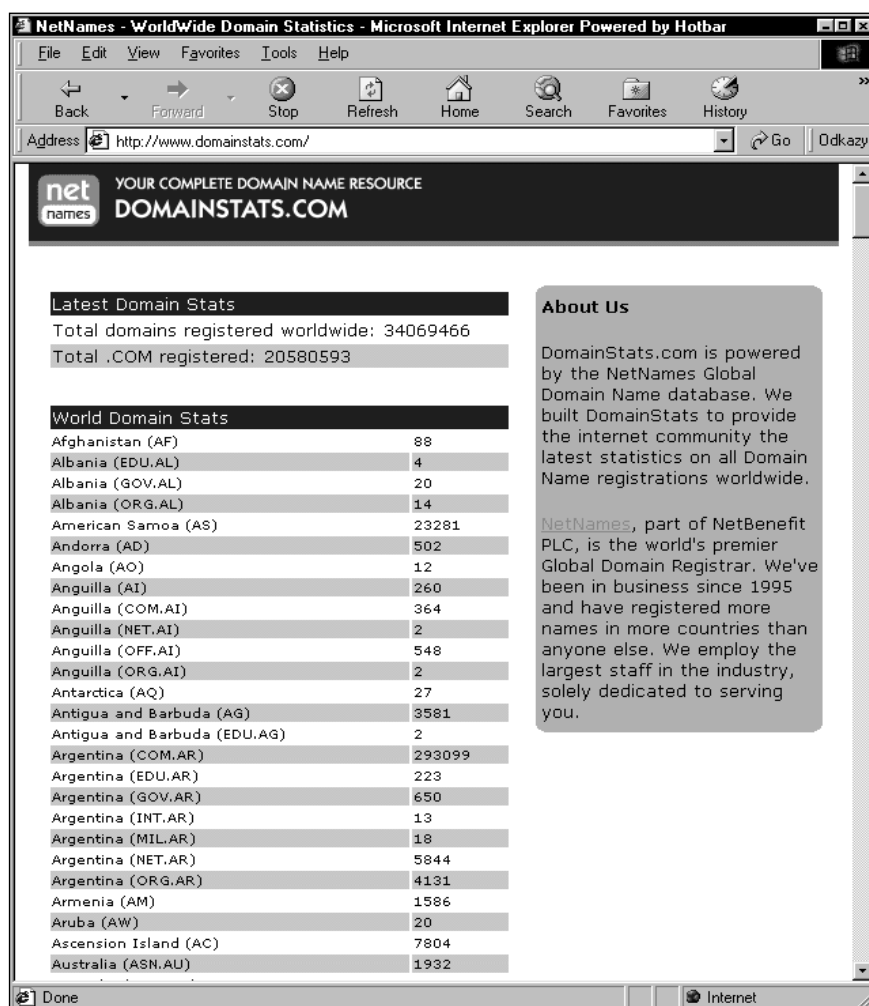 NetNames - WorldWide Domain Statistics - Microsoft Internet Explorer Powered by Hotbar
File Edit View Favorites Tools Help
Back Forward Stop Refresh Home Search Favorites History »
Address http://www.domainstats.com/ Go Odkazy
net
names
YOUR COMPLETE DOMAIN NAME RESOURCE
DOMAINSTATS.COM
Latest Domain Stats
Total domains registered worldwide: 34069466
Total .COM registered: 20580593
World Domain Stats
Afghanistan (AF) 88
Albania (EDU.AL) 4
Albania (GOV.AL) 20
Albania (ORG.AL) 14
American Samoa (AS) 23281
Andorra (AD) 502
Angola (AO) 12
Anguilla (AI) 260
Anguilla (COM.AI) 364
Anguilla (NET.AI) 2
Anguilla (OFF.AI) 548
Anguilla (ORG.AI) 2
Antarctica (AQ) 27
Antigua and Barbuda (AG) 3581
Antigua and Barbuda (EDU.AG) 2
Argentina (COM.AR) 293099
Argentina (EDU.AR) 223
Argentina (GOV.AR) 650
Argentina (INT.AR) 13
Argentina (MIL.AR) 18
Argentina (NET.AR) 5844
Argentina (ORG.AR) 4131
Armenia (AM) 1586
Aruba (AW) 20
Ascension Island (AC) 7804
Australia (ASN.AU) 1932
About Us
DomainStats.com is powered
by the NetNames Global
Domain Name database. We
built DomainStats to provide
the internet community the
latest statistics on all Domain
Name registrations worldwide.
NetNames, part of NetBenefit
PLC, is the world's premier
Global Domain Registrar. We've
been in business since 1995
and have registered more
names in more countries than
anyone else. We employ the
largest staff in the industry,
solely dedicated to serving
you.
Done Internet